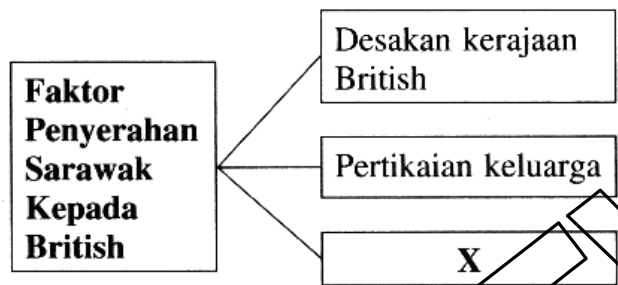 Faktor
Penyerahan
Sarawak
Kepada
British
Desakan kerajaan
British
Pertikaian keluarga
X